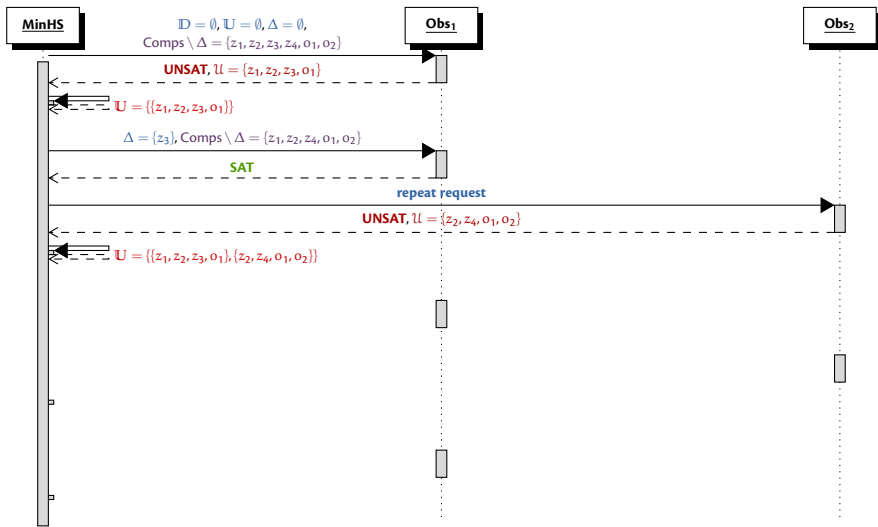 MinHS
Obs₁
Obs₂
𝔻 = ∅, 𝕌 = ∅, Δ = ∅,
Comps \ Δ = {z₁, z₂, z₃, z₄, o₁, o₂}
UNSAT, 𝒰 = {z₁, z₂, z₃, o₁}
𝕌 = {{z₁, z₂, z₃, o₁}}
Δ = {z₃}, Comps \ Δ = {z₁, z₂, z₄, o₁, o₂}
SAT
repeat request
UNSAT, 𝒰 = {z₂, z₄, o₁, o₂}
𝕌 = {{z₁, z₂, z₃, o₁}, {z₂, z₄, o₁, o₂}}